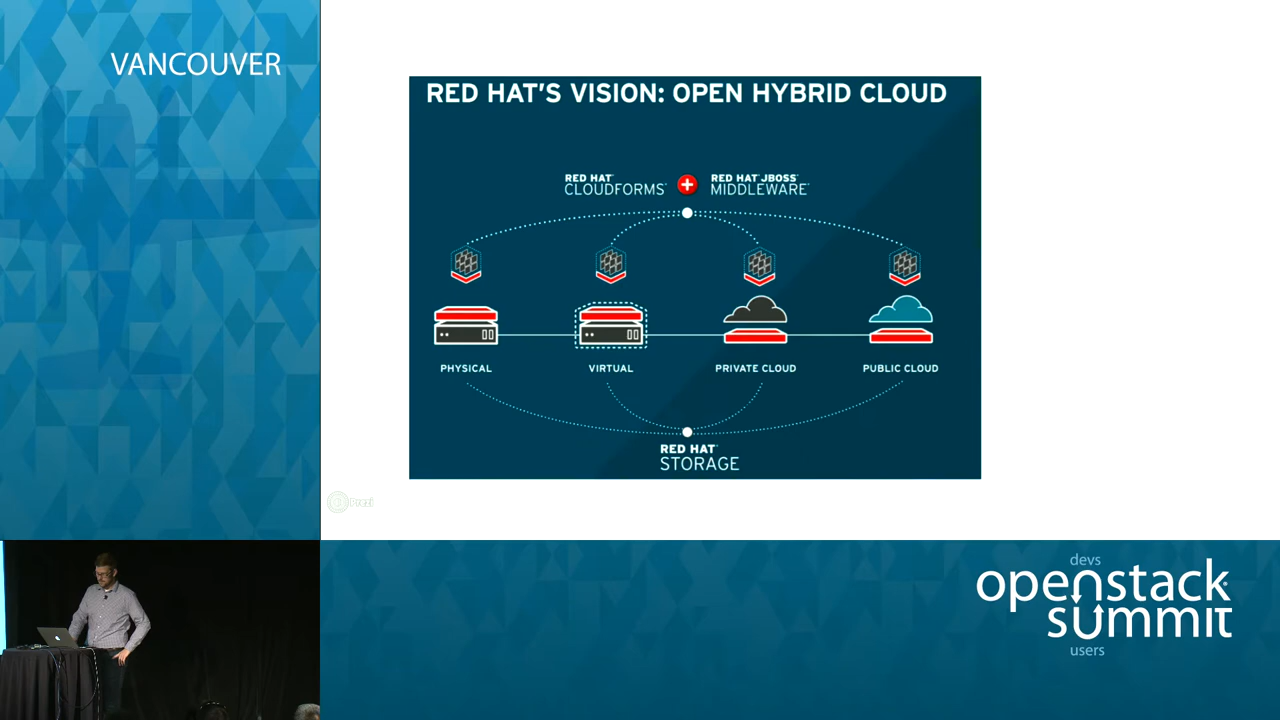 VANCOUVER
RED HAT'S VISION: OPEN HYBRID CLOUD
RED HAT
CLOUDFORMS
RED HAT JBOSS
MIDDLEWARE
PHYSICAL
VIRTUAL
PRIVATE CLOUD
PUBLIC CLOUD
RED HAT
STORAGE
Prezi
devs
openstack
summit
users